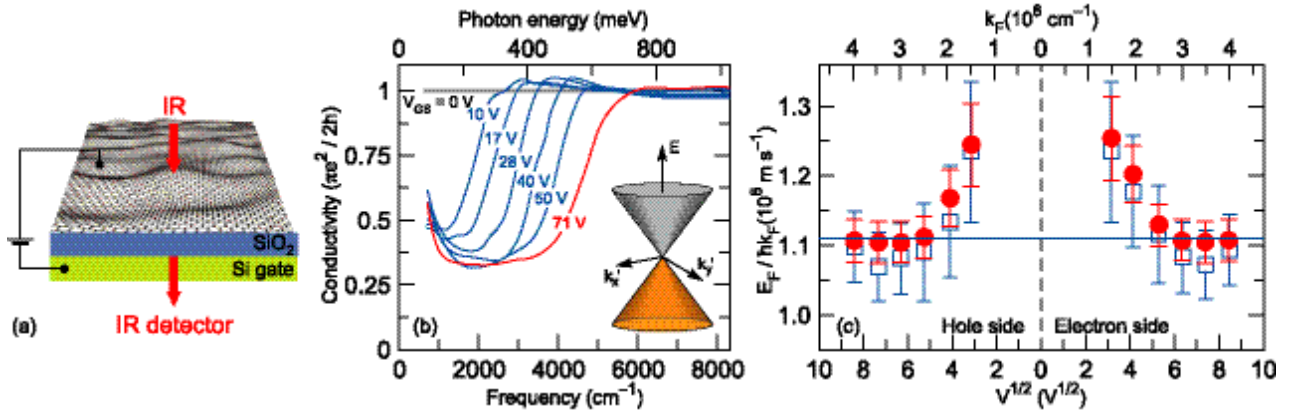 IR
SiO2
Si gate
(a)
IR detector
Photon energy (meV)
0 400 800
Conductivity (πe² / 2h)
1
0.75
0.5
0.25
0
VGS = 0 V
10 V
17 V
28 V
40 V
50 V
71 V
E
kx'
ky'
(b)
0 2000 4000 6000 8000
Frequency (cm⁻¹)
kF(10⁶ cm⁻¹)
4 3 2 1 0 1 2 3 4
EF / ħkF(10⁶ m s⁻¹)
1.3
1.2
1.1
1.0
(c) Hole side Electron side
10 8 6 4 2 0 2 4 6 8 10
V¹ᐟ² (V¹ᐟ²)